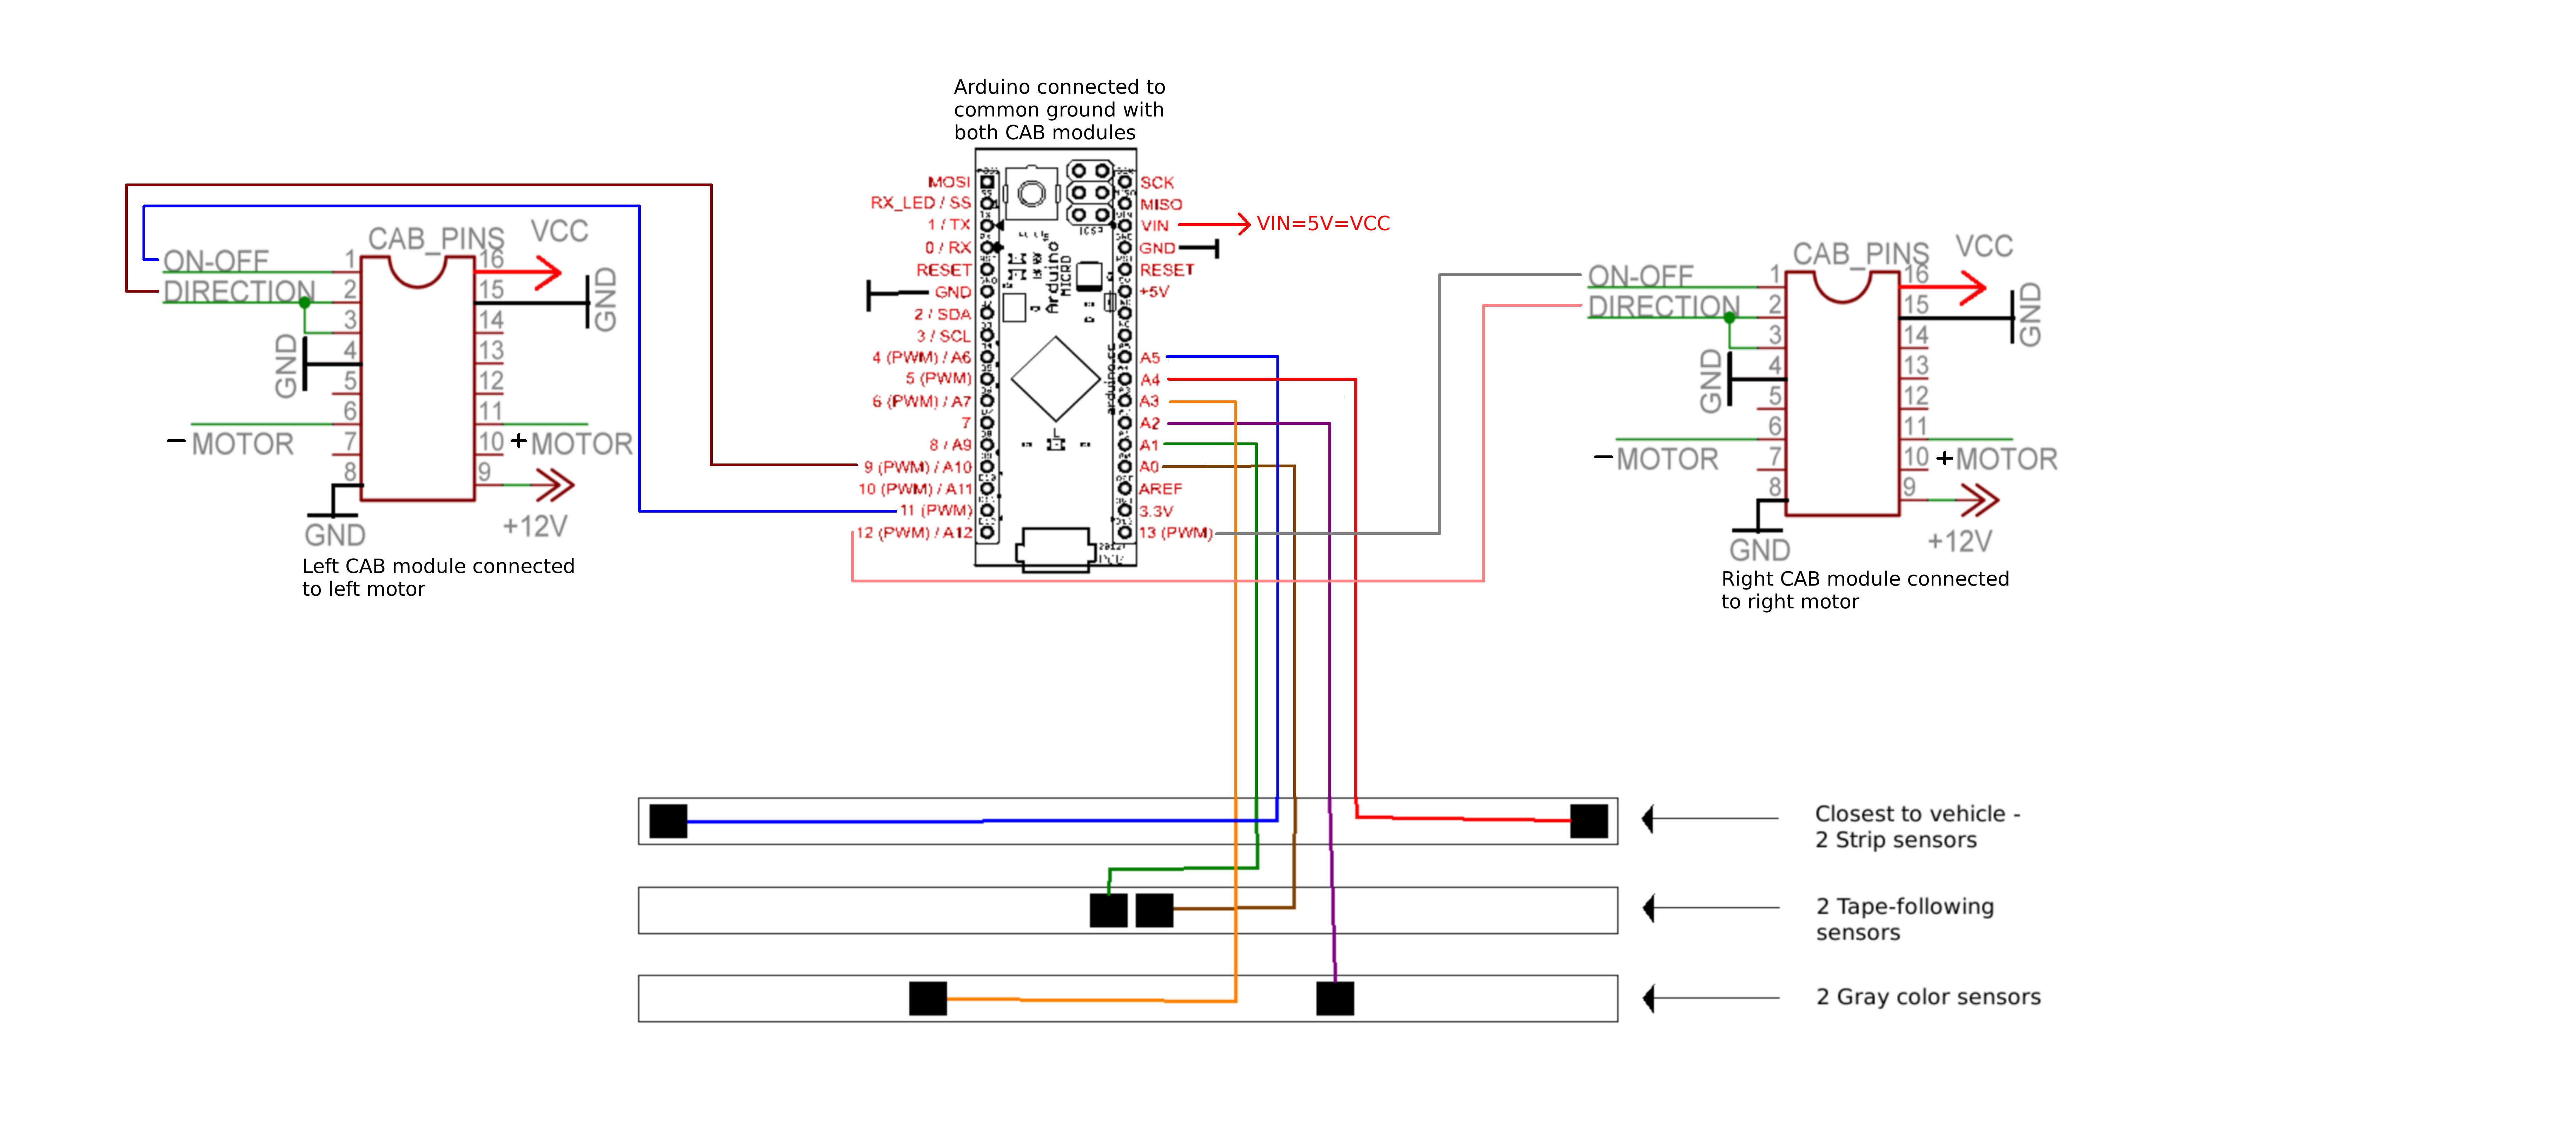 Arduino connected to
common ground with
both CAB modules
MOSI
RX_LED / SS
1 / TX
0 / RX
RESET
GND
2 / SDA
3 / SCL
4 (PWM) / A6
5 (PWM)
6 (PWM) / A7
7
8 / A9
9 (PWM) / A10
10 (PWM) / A11
11 (PWM)
12 (PWM) / A12
SCK
MISO
VIN
VIN=5V=VCC
GND
RESET
+5V
A5
A4
A3
A2
A1
A0
AREF
3.3V
13 (PWM)
Arduino
MICRO
arduino.cc
L
CAB_PINS
VCC
ON-OFF
DIRECTION
GND
− MOTOR
GND
1
2
3
4
5
6
7
8
16
15
14
13
12
11
10
9
GND
+ MOTOR
+12V
Left CAB module connected
to left motor
CAB_PINS
VCC
ON-OFF
DIRECTION
GND
− MOTOR
GND
1
2
3
4
5
6
7
8
16
15
14
13
12
11
10
9
GND
+ MOTOR
+12V
Right CAB module connected
to right motor
Closest to vehicle -
2 Strip sensors
2 Tape-following
sensors
2 Gray color sensors